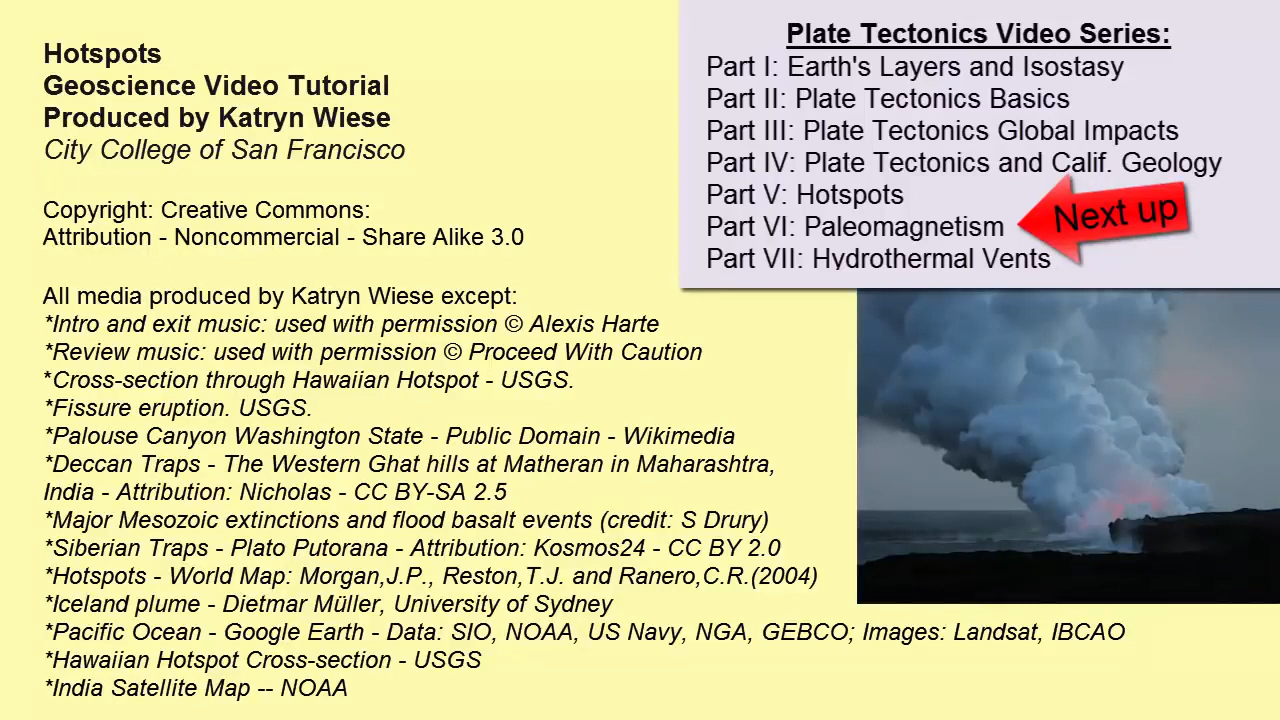 Hotspots
Geoscience Video Tutorial
Produced by Katryn Wiese
City College of San Francisco
Copyright: Creative Commons:
Attribution - Noncommercial - Share Alike 3.0
All media produced by Katryn Wiese except:
*Intro and exit music: used with permission © Alexis Harte
*Review music: used with permission © Proceed With Caution
*Cross-section through Hawaiian Hotspot - USGS.
*Fissure eruption. USGS.
*Palouse Canyon Washington State - Public Domain - Wikimedia
*Deccan Traps - The Western Ghat hills at Matheran in Maharashtra,
India - Attribution: Nicholas - CC BY-SA 2.5
*Major Mesozoic extinctions and flood basalt events (credit: S Drury)
*Siberian Traps - Plato Putorana - Attribution: Kosmos24 - CC BY 2.0
*Hotspots - World Map: Morgan,J.P., Reston,T.J. and Ranero,C.R.(2004)
*Iceland plume - Dietmar Müller, University of Sydney
*Pacific Ocean - Google Earth - Data: SIO, NOAA, US Navy, NGA, GEBCO; Images: Landsat, IBCAO
*Hawaiian Hotspot Cross-section - USGS
*India Satellite Map -- NOAA
Plate Tectonics Video Series:
Part I: Earth's Layers and Isostasy
Part II: Plate Tectonics Basics
Part III: Plate Tectonics Global Impacts
Part IV: Plate Tectonics and Calif. Geology
Part V: Hotspots
Part VI: Paleomagnetism
Next up
Part VII: Hydrothermal Vents